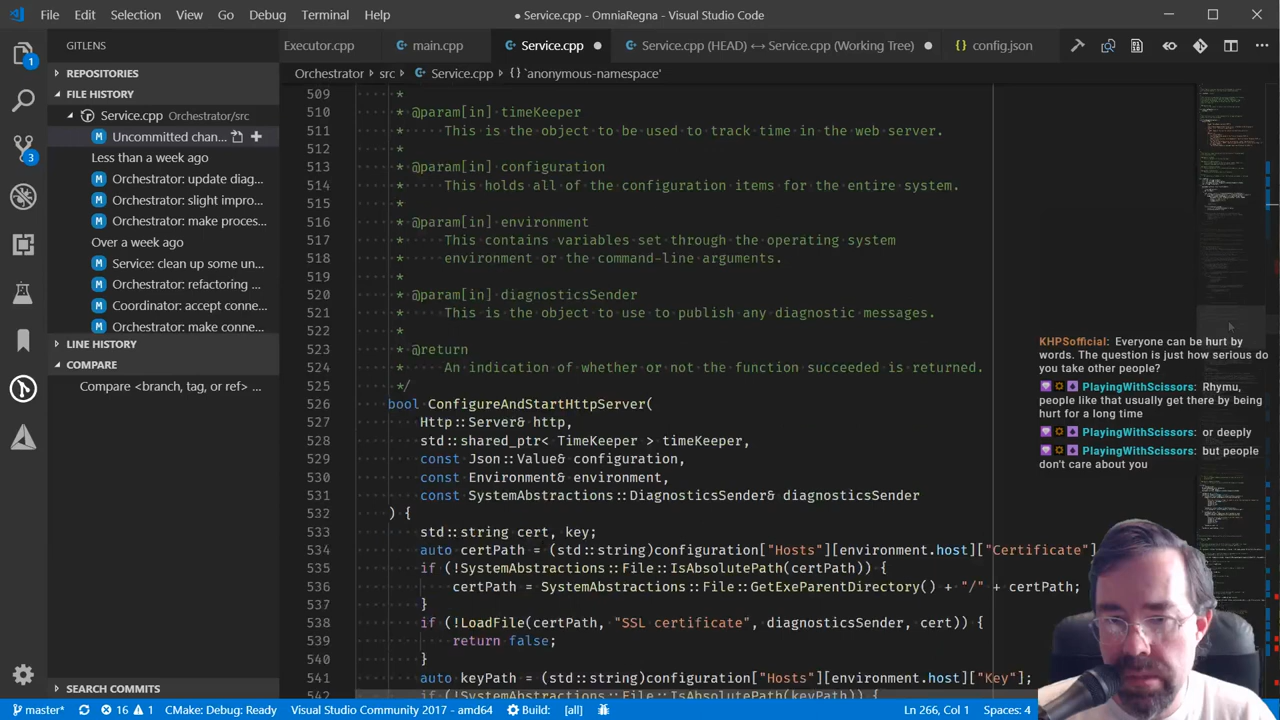 File Edit Selection View Go Debug Terminal Help
● Service.cpp - OmniaRegna - Visual Studio Code
GITLENS
Executor.cpp main.cpp Service.cpp Service.cpp (HEAD) ↔ Service.cpp (Working Tree) config.json
REPOSITORIES
FILE HISTORY
Service.cpp Orchestrator/src
M Uncommitted chan...
Less than a week ago
M Orchestrator: update diag...
M Orchestrator: slight impro...
M Orchestrator: make proces...
Over a week ago
M Service: clean up some un...
M Orchestrator: refactoring ...
M Coordinator: accept conne...
M Orchestrator: make conne...
LINE HISTORY
COMPARE
Compare <branch, tag, or ref> ...
SEARCH COMMITS
1
3
Orchestrator > src > Service.cpp > {} `anonymous-namespace'
509 *
510 * @param[in] timeKeeper
511 * This is the object to be used to track time in the web server.
512 *
513 * @param[in] configuration
514 * This holds all of the configuration items for the entire system.
515 *
516 * @param[in] environment
517 * This contains variables set through the operating system
518 environment or the command-line arguments.
519 *
520 * @param[in] diagnosticsSender
521 * This is the object to use to publish any diagnostic messages.
522 *
523 * @return
524 * An indication of whether or not the function succeeded is returned.
525 */
526 bool ConfigureAndStartHttpServer(
527 Http::Server& http,
528 std::shared_ptr< TimeKeeper > timeKeeper,
529 const Json::Value& configuration,
530 const Environment& environment,
531 const SystemAbstractions::DiagnosticsSender& diagnosticsSender
532 ) {
533 std::string cert, key;
534 auto certPath = (std::string)configuration["Hosts"][environment.host]["Certificate"]
535 if (!SystemAbstractions::File::IsAbsolutePath(certPath)) {
536 certPath = SystemAbstractions::File::GetExeParentDirectory() + "/" + certPath;
537 }
538 if (!LoadFile(certPath, "SSL certificate", diagnosticsSender, cert)) {
539 return false;
540 }
541 auto keyPath = (std::string)configuration["Hosts"][environment.host]["Key"];
542 if (!SystemAbstractions::File::IsAbsolutePath(keyPath)) {
KHPSofficial: Everyone can be hurt by
words. The question is just how serious do
you take other people?
PlayingWithScissors: Rhymu,
people like that usually get there by being
hurt for a long time
PlayingWithScissors: or deeply
PlayingWithScissors: but people
don't care about you
master* 16 1 CMake: Debug: Ready Visual Studio Community 2017 - amd64 Build: [all] Ln 266, Col 1 Spaces: 4